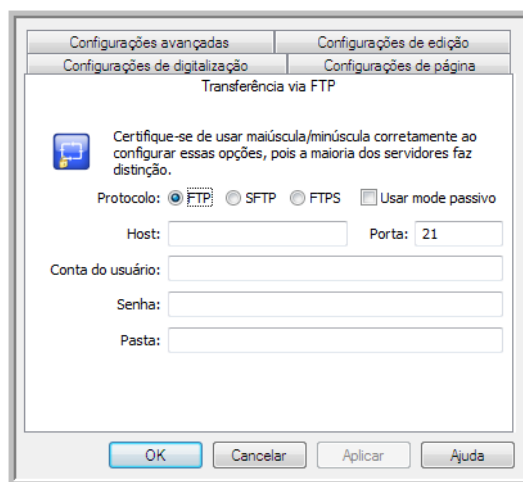 Configurações avançadas
Configurações de edição
Configurações de digitalização
Configurações de página
Transferência via FTP
Certifique-se de usar maiúscula/minúscula corretamente ao
configurar essas opções, pois a maioria dos servidores faz
distinção.
Protocolo: FTP SFTP FTPS Usar mode passivo
Host: Porta: 21
Conta do usuário:
Senha:
Pasta:
OK Cancelar Aplicar Ajuda